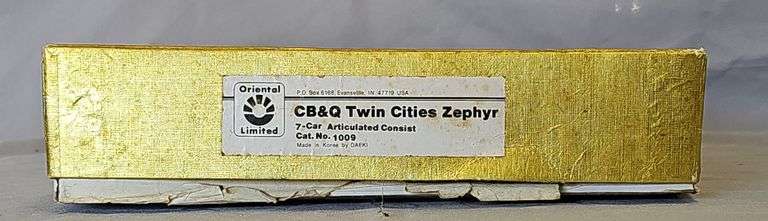 Oriental
Limited
P.O. Box 6166, Evansville, IN 47719 USA
CB&Q Twin Cities Zephyr
7-Car Articulated Consist
Cat. No. 1009
Made in Korea by DAEKI